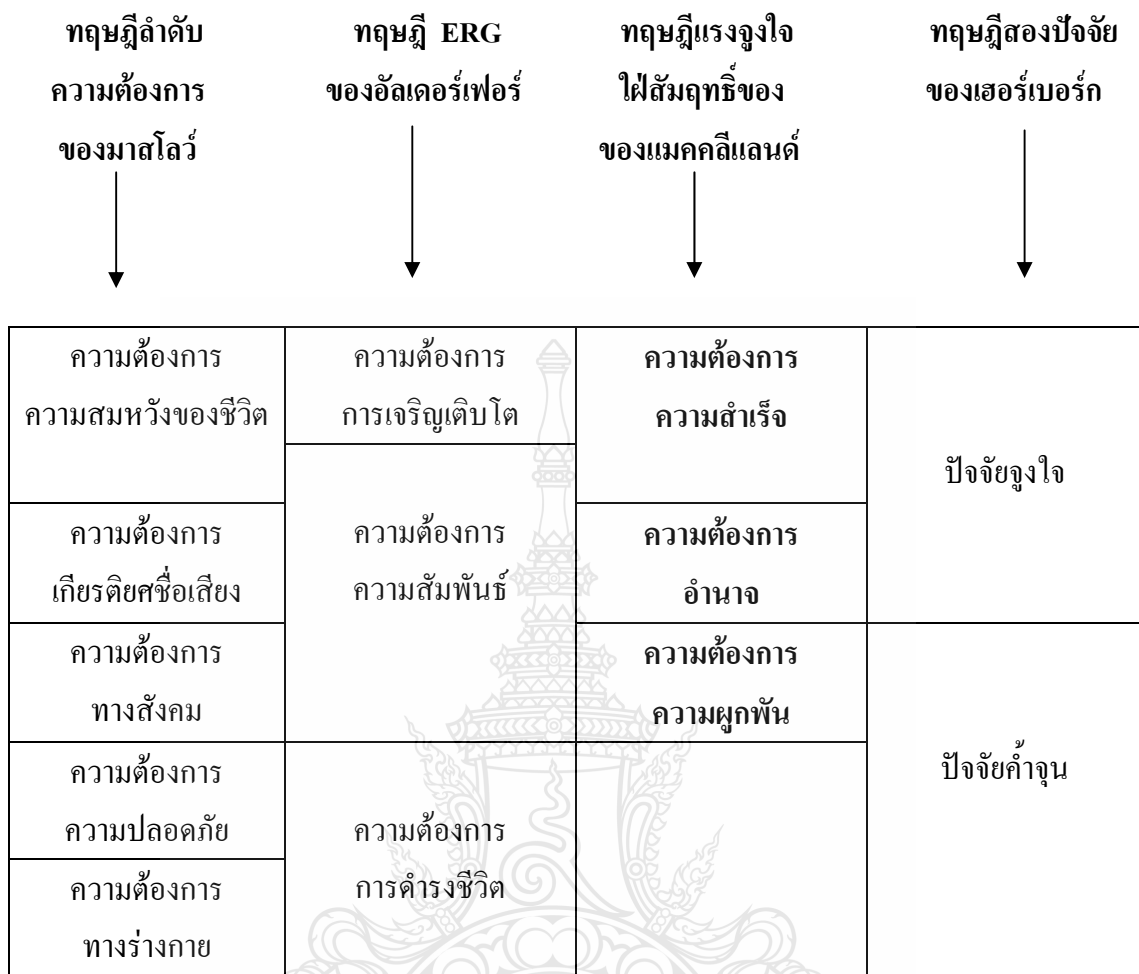 ทฤษฎีลำดับ
ความต้องการ
ของมาสโลว์
ทฤษฎี ERG
ของอัลเดอร์เฟอร์
ทฤษฎีแรงจูงใจ
ใฝ่สัมฤทธิ์ของ
ของแมคคลีแลนด์
ทฤษฎีสองปัจจัย
ของเฮอร์เบอร์ก
ความต้องการ
ความสมหวังของชีวิต
ความต้องการ
เกียรติยศชื่อเสียง
ความต้องการ
ทางสังคม
ความต้องการ
ความปลอดภัย
ความต้องการ
ทางร่างกาย
ความต้องการ
การเจริญเติบโต
ความต้องการ
ความสัมพันธ์
ความต้องการ
การดำรงชีวิต
ความต้องการ
ความสำเร็จ
ความต้องการ
อำนาจ
ความต้องการ
ความผูกพัน
ปัจจัยจูงใจ
ปัจจัยค้ำจุน